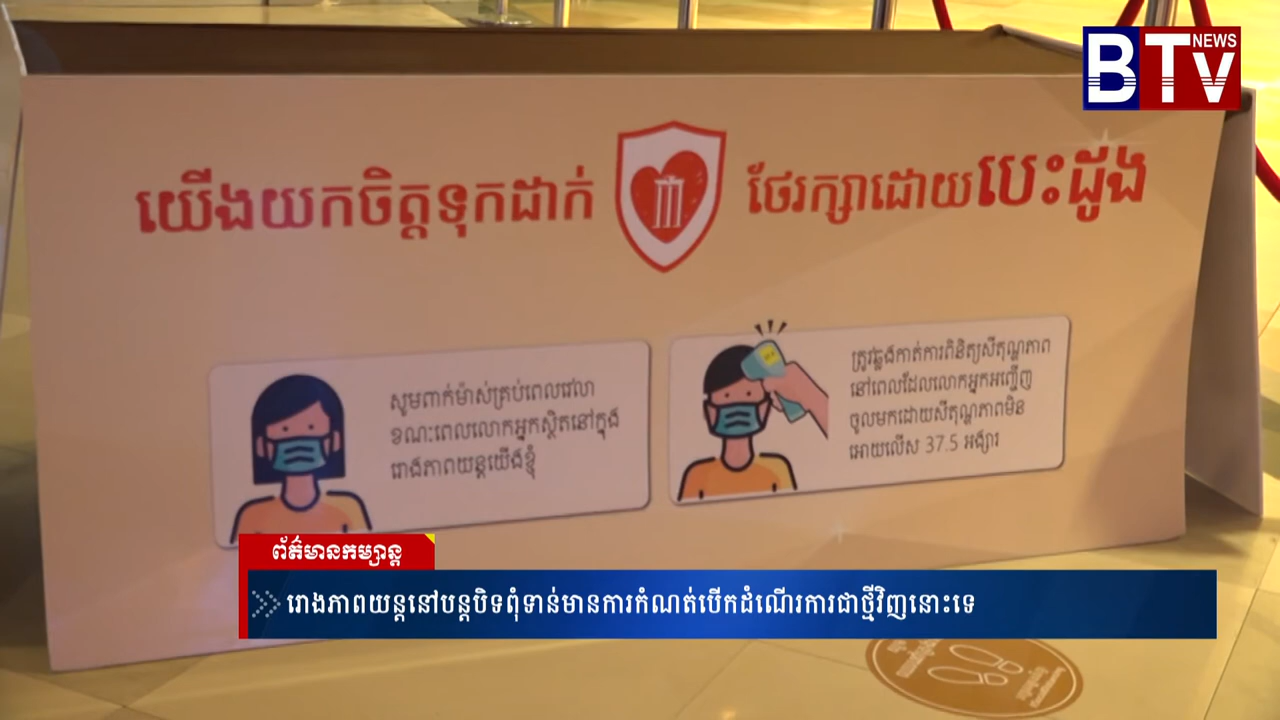 BTV NEWS
យើងយកចិត្តទុកដាក់ ថែរក្សាដោយបេះដូង
សូមពាក់ម៉ាស់គ្រប់ពេលវេលា
ខណៈពេលលោកអ្នកស្ថិតនៅក្នុង
រោងភាពយន្តយើងខ្ញុំ
ត្រូវឆ្លងកាត់ការពិនិត្យសីតុណ្ហភាព
នៅពេលដែលលោកអ្នកអញ្ជើញ
ចូលមកដោយសីតុណ្ហភាពមិន
អោយលើស 37.5 អង្សារ
ព័ត៌មានកម្សាន្ត
រោងភាពយន្តនៅបន្តបិទពុំទាន់មានការកំណត់បើកដំណើរការជាថ្មីវិញនោះទេ